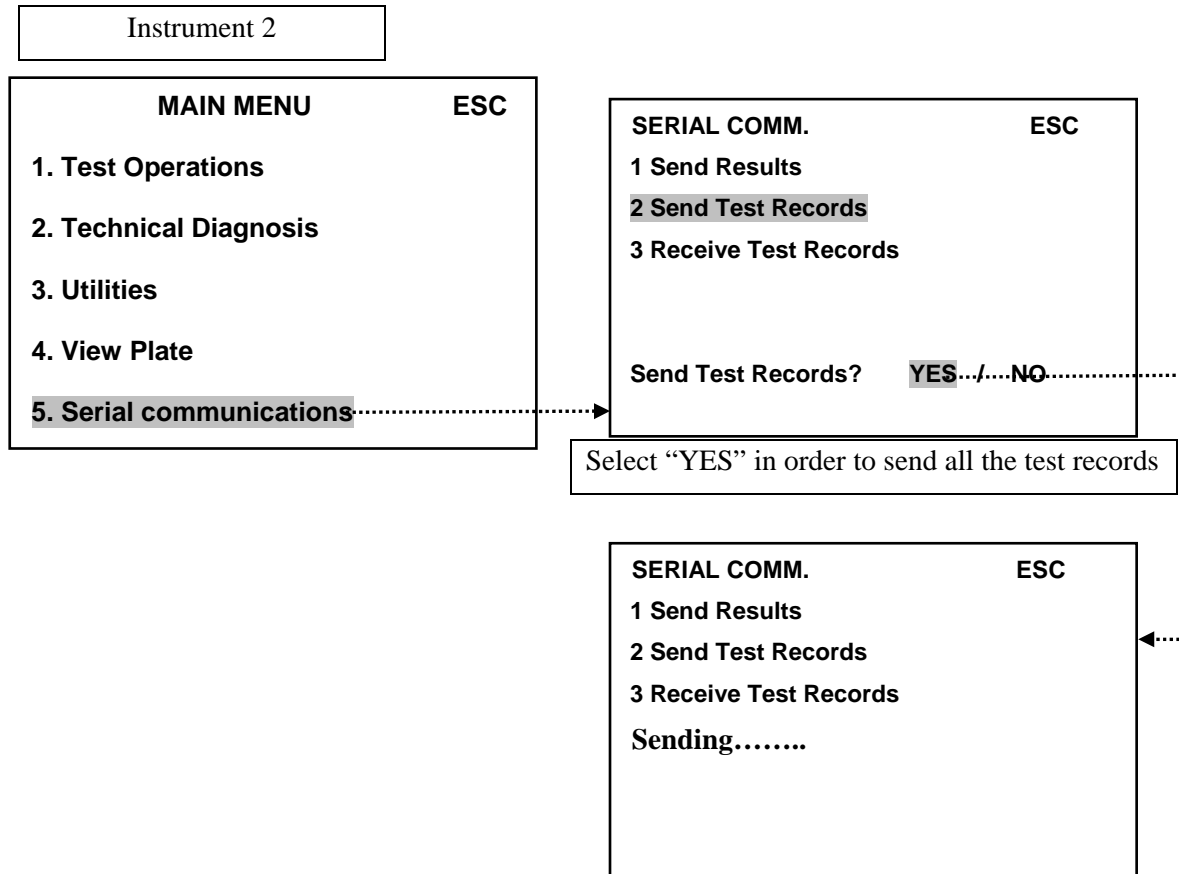 Instrument 2
MAIN MENU ESC
1. Test Operations
2. Technical Diagnosis
3. Utilities
4. View Plate
5. Serial communications
SERIAL COMM. ESC
1 Send Results
2 Send Test Records
3 Receive Test Records
Send Test Records? YES / NO
Select “YES” in order to send all the test records
SERIAL COMM. ESC
1 Send Results
2 Send Test Records
3 Receive Test Records
Sending……..